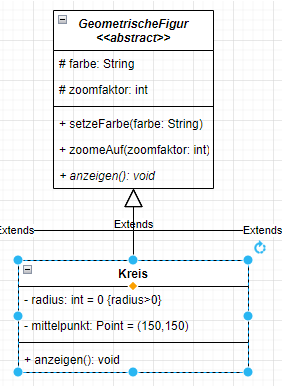 GeometrischeFigur
<<abstract>>
# farbe: String
# zoomfaktor: int
+ setzeFarbe(farbe: String)
+ zoomeAuf(zoomfaktor: int)
+ anzeigen(): void
Extends
Extends
Extends
Kreis
- radius: int = 0 {radius>0}
- mittelpunkt: Point = (150,150)
+ anzeigen(): void